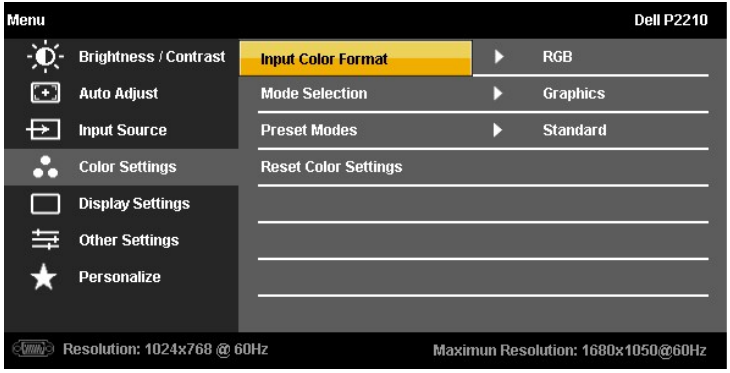 Menu Dell P2210
Brightness / Contrast Input Color Format RGB
Auto Adjust Mode Selection Graphics
Input Source Preset Modes Standard
Color Settings Reset Color Settings
Display Settings
Other Settings
Personalize
Resolution: 1024x768 @ 60Hz Maximun Resolution: 1680x1050@60Hz